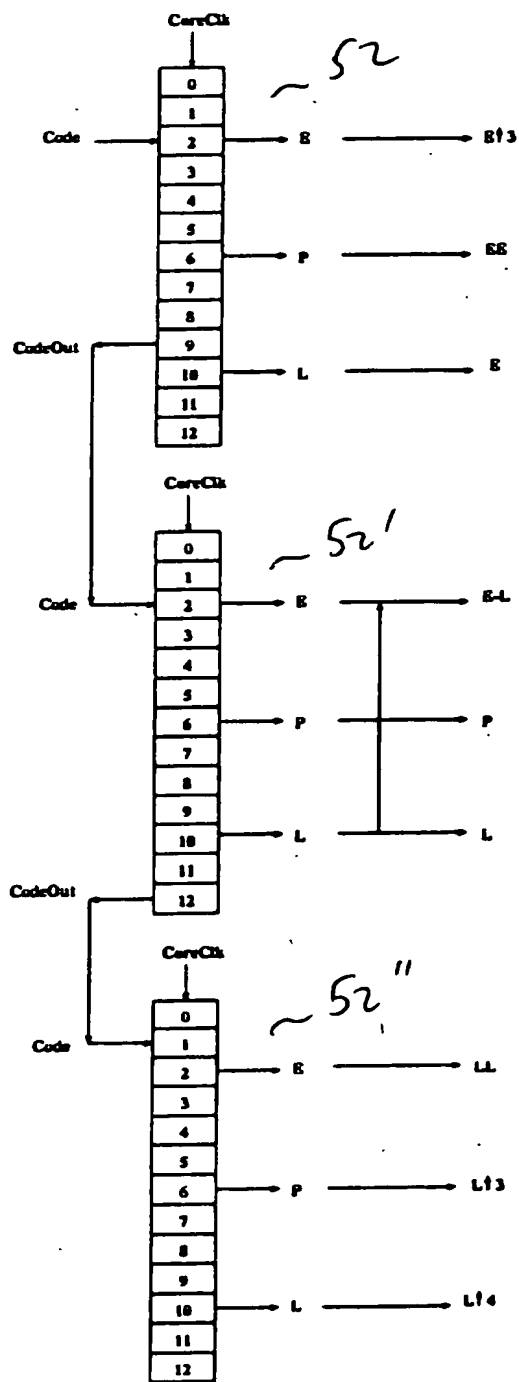 CoreClk
0
~ 52
1
Code 2 E E↑3
3
4
5
6 P EE
7
8
CodeOut 9
10 L E
11
12
CoreClk
0
~ 52'
1
Code 2 E E-L
3
4
5
6 P P
7
8
9
10 L L
11
CodeOut 12
CoreClk
0
~ 52"
Code 1
2 E LL
3
4
5
6 P L↑3
7
8
9
10 L L↑4
11
12